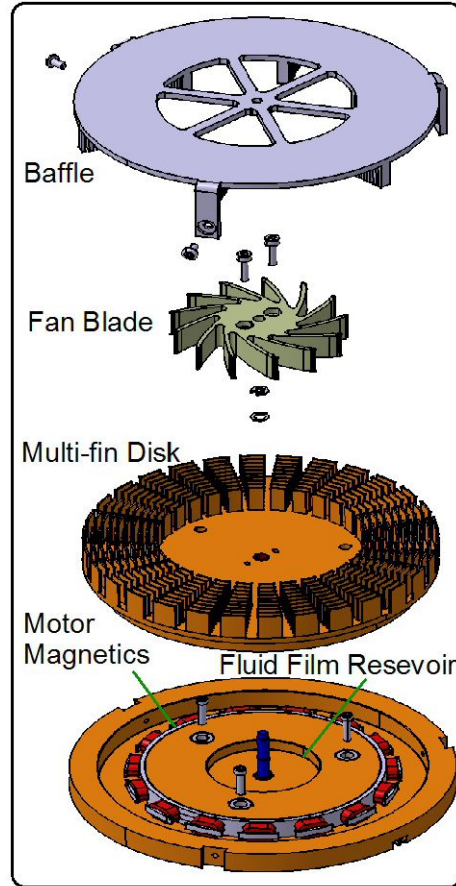 Baffle
Fan Blade
Multi-fin Disk
Motor
Magnetics
Fluid Film Resevoir